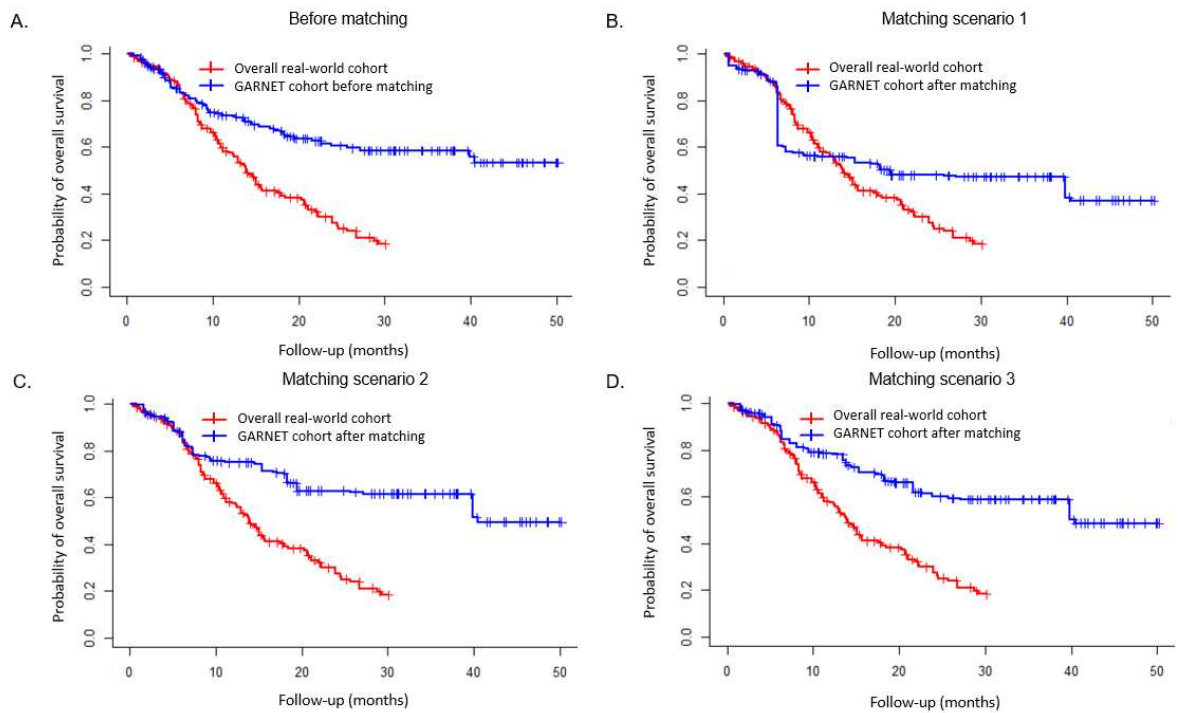 A.
Before matching
Probability of overall survival
0.0 0.2 0.4 0.6 0.8 1.0
Overall real-world cohort
GARNET cohort before matching
0 10 20 30 40 50
Follow-up (months)
B.
Matching scenario 1
Probability of overall survival
0.0 0.2 0.4 0.6 0.8 1.0
Overall real-world cohort
GARNET cohort after matching
0 10 20 30 40 50
Follow-up (months)
C.
Matching scenario 2
Probability of overall survival
0.0 0.2 0.4 0.6 0.8 1.0
Overall real-world cohort
GARNET cohort after matching
0 10 20 30 40 50
Follow-up (months)
D.
Matching scenario 3
Probability of overall survival
0.0 0.2 0.4 0.6 0.8 1.0
Overall real-world cohort
GARNET cohort after matching
0 10 20 30 40 50
Follow-up (months)